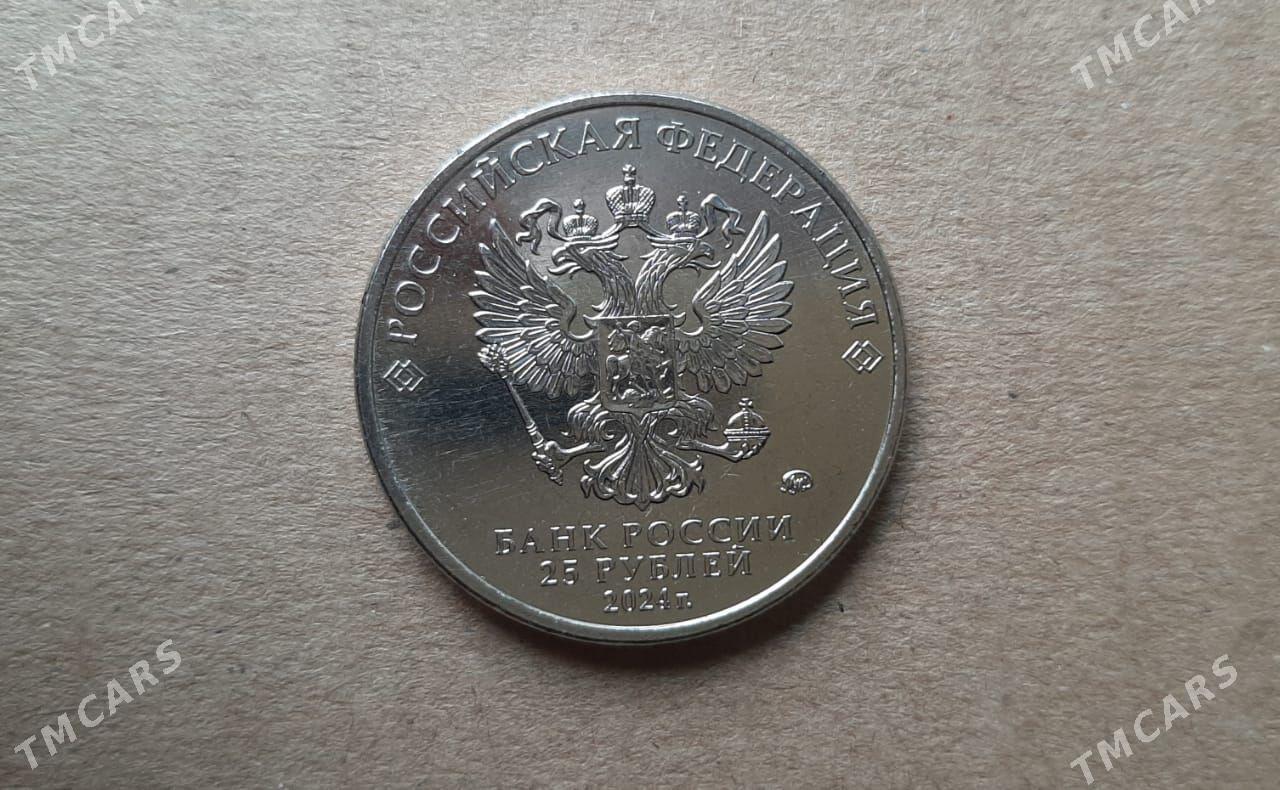 TMCARS
TMCARS
РОССИЙСКАЯ ФЕДЕРАЦИЯ
БАНК РОССИИ
25 РУБЛЕЙ
2024 г.
TMCARS
TMCARS